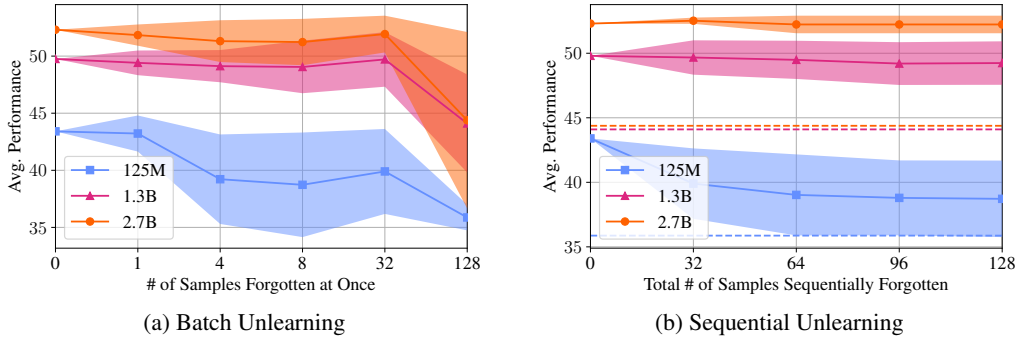 Avg. Performance
50
45
40
35
125M
1.3B
2.7B
0 1 4 8 32 128
# of Samples Forgotten at Once
(a) Batch Unlearning
Avg. Performance
50
45
40
35
125M
1.3B
2.7B
0 32 64 96 128
Total # of Samples Sequentially Forgotten
(b) Sequential Unlearning